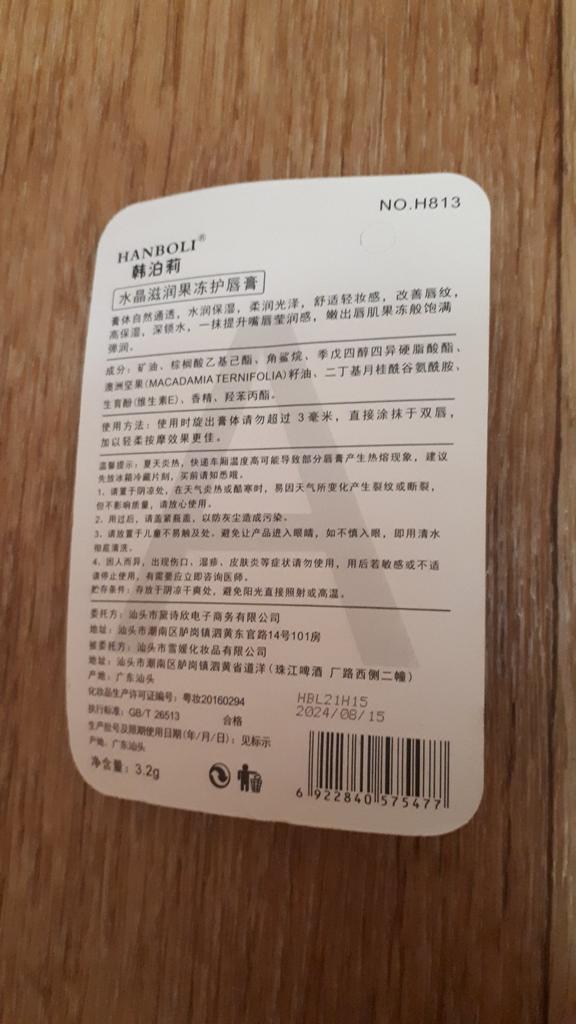 NO.H813
HANBOLI®
韩泊莉
水晶滋润果冻护唇膏
膏体自然通透，水润保湿，柔润光泽，舒适轻妆感，改善唇纹，
高保湿，深锁水，一抹提升嘴唇莹润感，嫩出唇肌果冻般饱满
弹润。
成分：矿油、棕榈酸乙基己酯、角鲨烷、季戊四醇四异硬脂酸酯、
澳洲坚果(MACADAMIA TERNIFOLIA)籽油、二丁基月桂酰谷氨酰胺、
生育酚(维生素E)、香精、羟苯丙酯。
使用方法：使用时旋出膏体请勿超过 3 毫米，直接涂抹于双唇，
加以轻柔按摩效果更佳。
温馨提示：夏天炎热，快递车厢温度高可能导致部分唇膏产生热熔现象，建议
先放冰箱冷藏片刻，买前请知悉哦。
1、请置于阴凉处，在天气炎热或酷寒时，易因天气所变化产生裂纹或断裂，
但不影响质量，请放心使用。
2、用过后，请盖紧瓶盖，以防灰尘造成污染。
3、请放置于儿童不易触及处，避免让产品进入眼睛，如不慎入眼，即用清水
彻底清洗。
4、因人而异，出现伤口、湿疹、皮肤炎等症状请勿使用，用后若敏感或不适
请停止使用，有需要应立即咨询医师。
贮存条件：存放于阴凉干爽处，避免阳光直接照射或高温。
委托方：汕头市黛诗欣电子商务有限公司
地址：汕头市潮南区胪岗镇泗黄东官路14号101房
被委托方：汕头市雪媛化妆品有限公司
地址：汕头市潮南区胪岗镇泗黄省道洋(珠江啤酒 厂路西侧二幢)
产地：广东汕头
化妆品生产许可证编号：粤妆20160294
执行标准：GB/T 26513 合格
生产批号及限期使用日期(年/月/日)：见标示
产地：广东汕头
净含量：3.2g
HBL21H15
2024/08/15
6 922840 575477